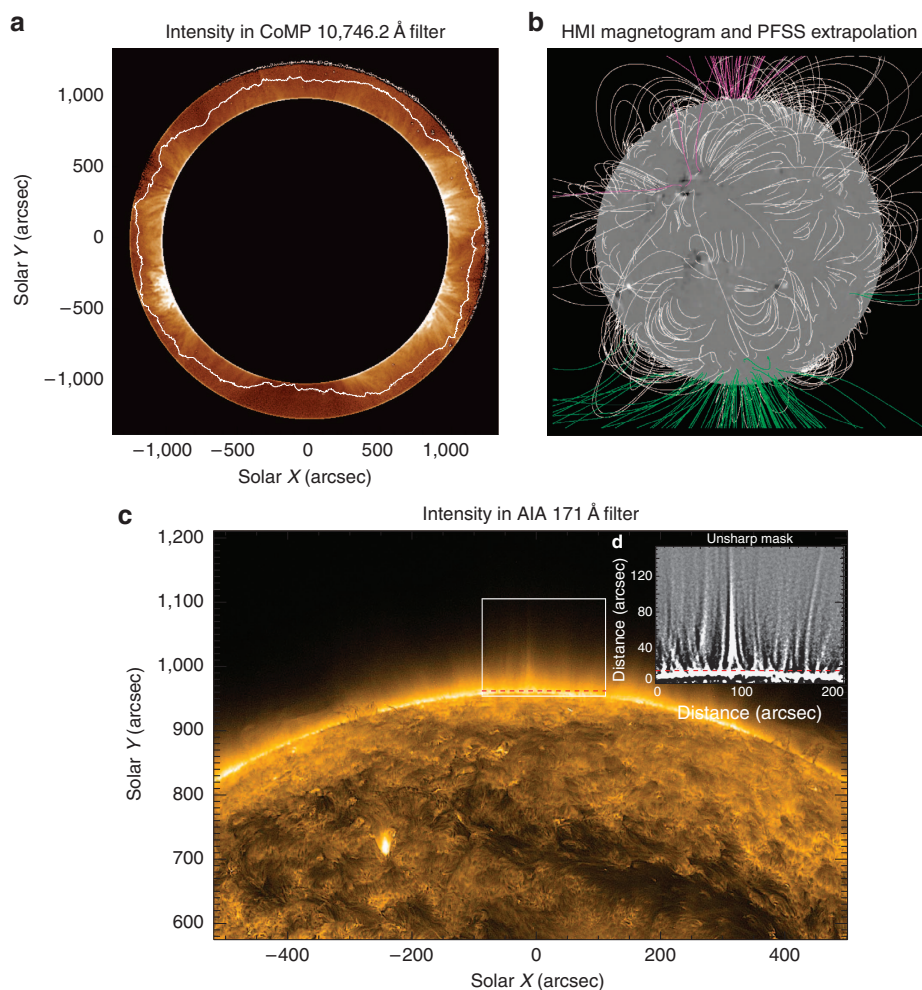 a
Intensity in CoMP 10,746.2 Å filter
1,000
500
0
−500
−1,000
Solar Y (arcsec)
−1,000 −500 0 500 1,000
Solar X (arcsec)
b
HMI magnetogram and PFSS extrapolation
c
Intensity in AIA 171 Å filter
1,200
1,100
1,000
900
800
700
600
Solar Y (arcsec)
−400 −200 0 200 400
Solar X (arcsec)
d
Unsharp mask
120
80
40
0
Distance (arcsec)
0 100 200
Distance (arcsec)